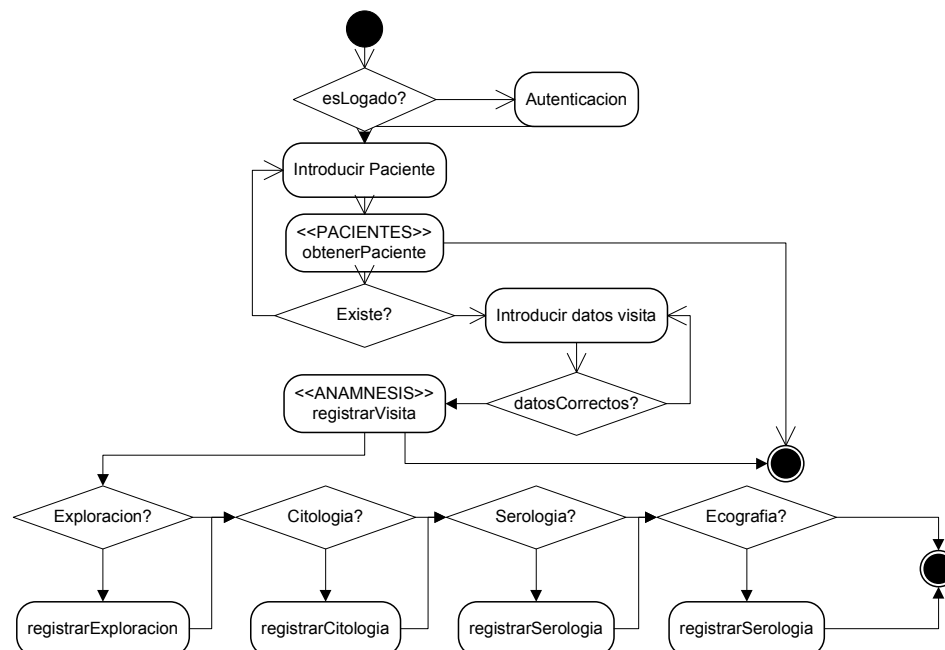 esLogado?
Autenticacion
Introducir Paciente
<<PACIENTES>>
obtenerPaciente
Existe?
Introducir datos visita
<<ANAMNESIS>>
registrarVisita
datosCorrectos?
Exploracion?
Citologia?
Serologia?
Ecografia?
registrarExploracion
registrarCitologia
registrarSerologia
registrarSerologia